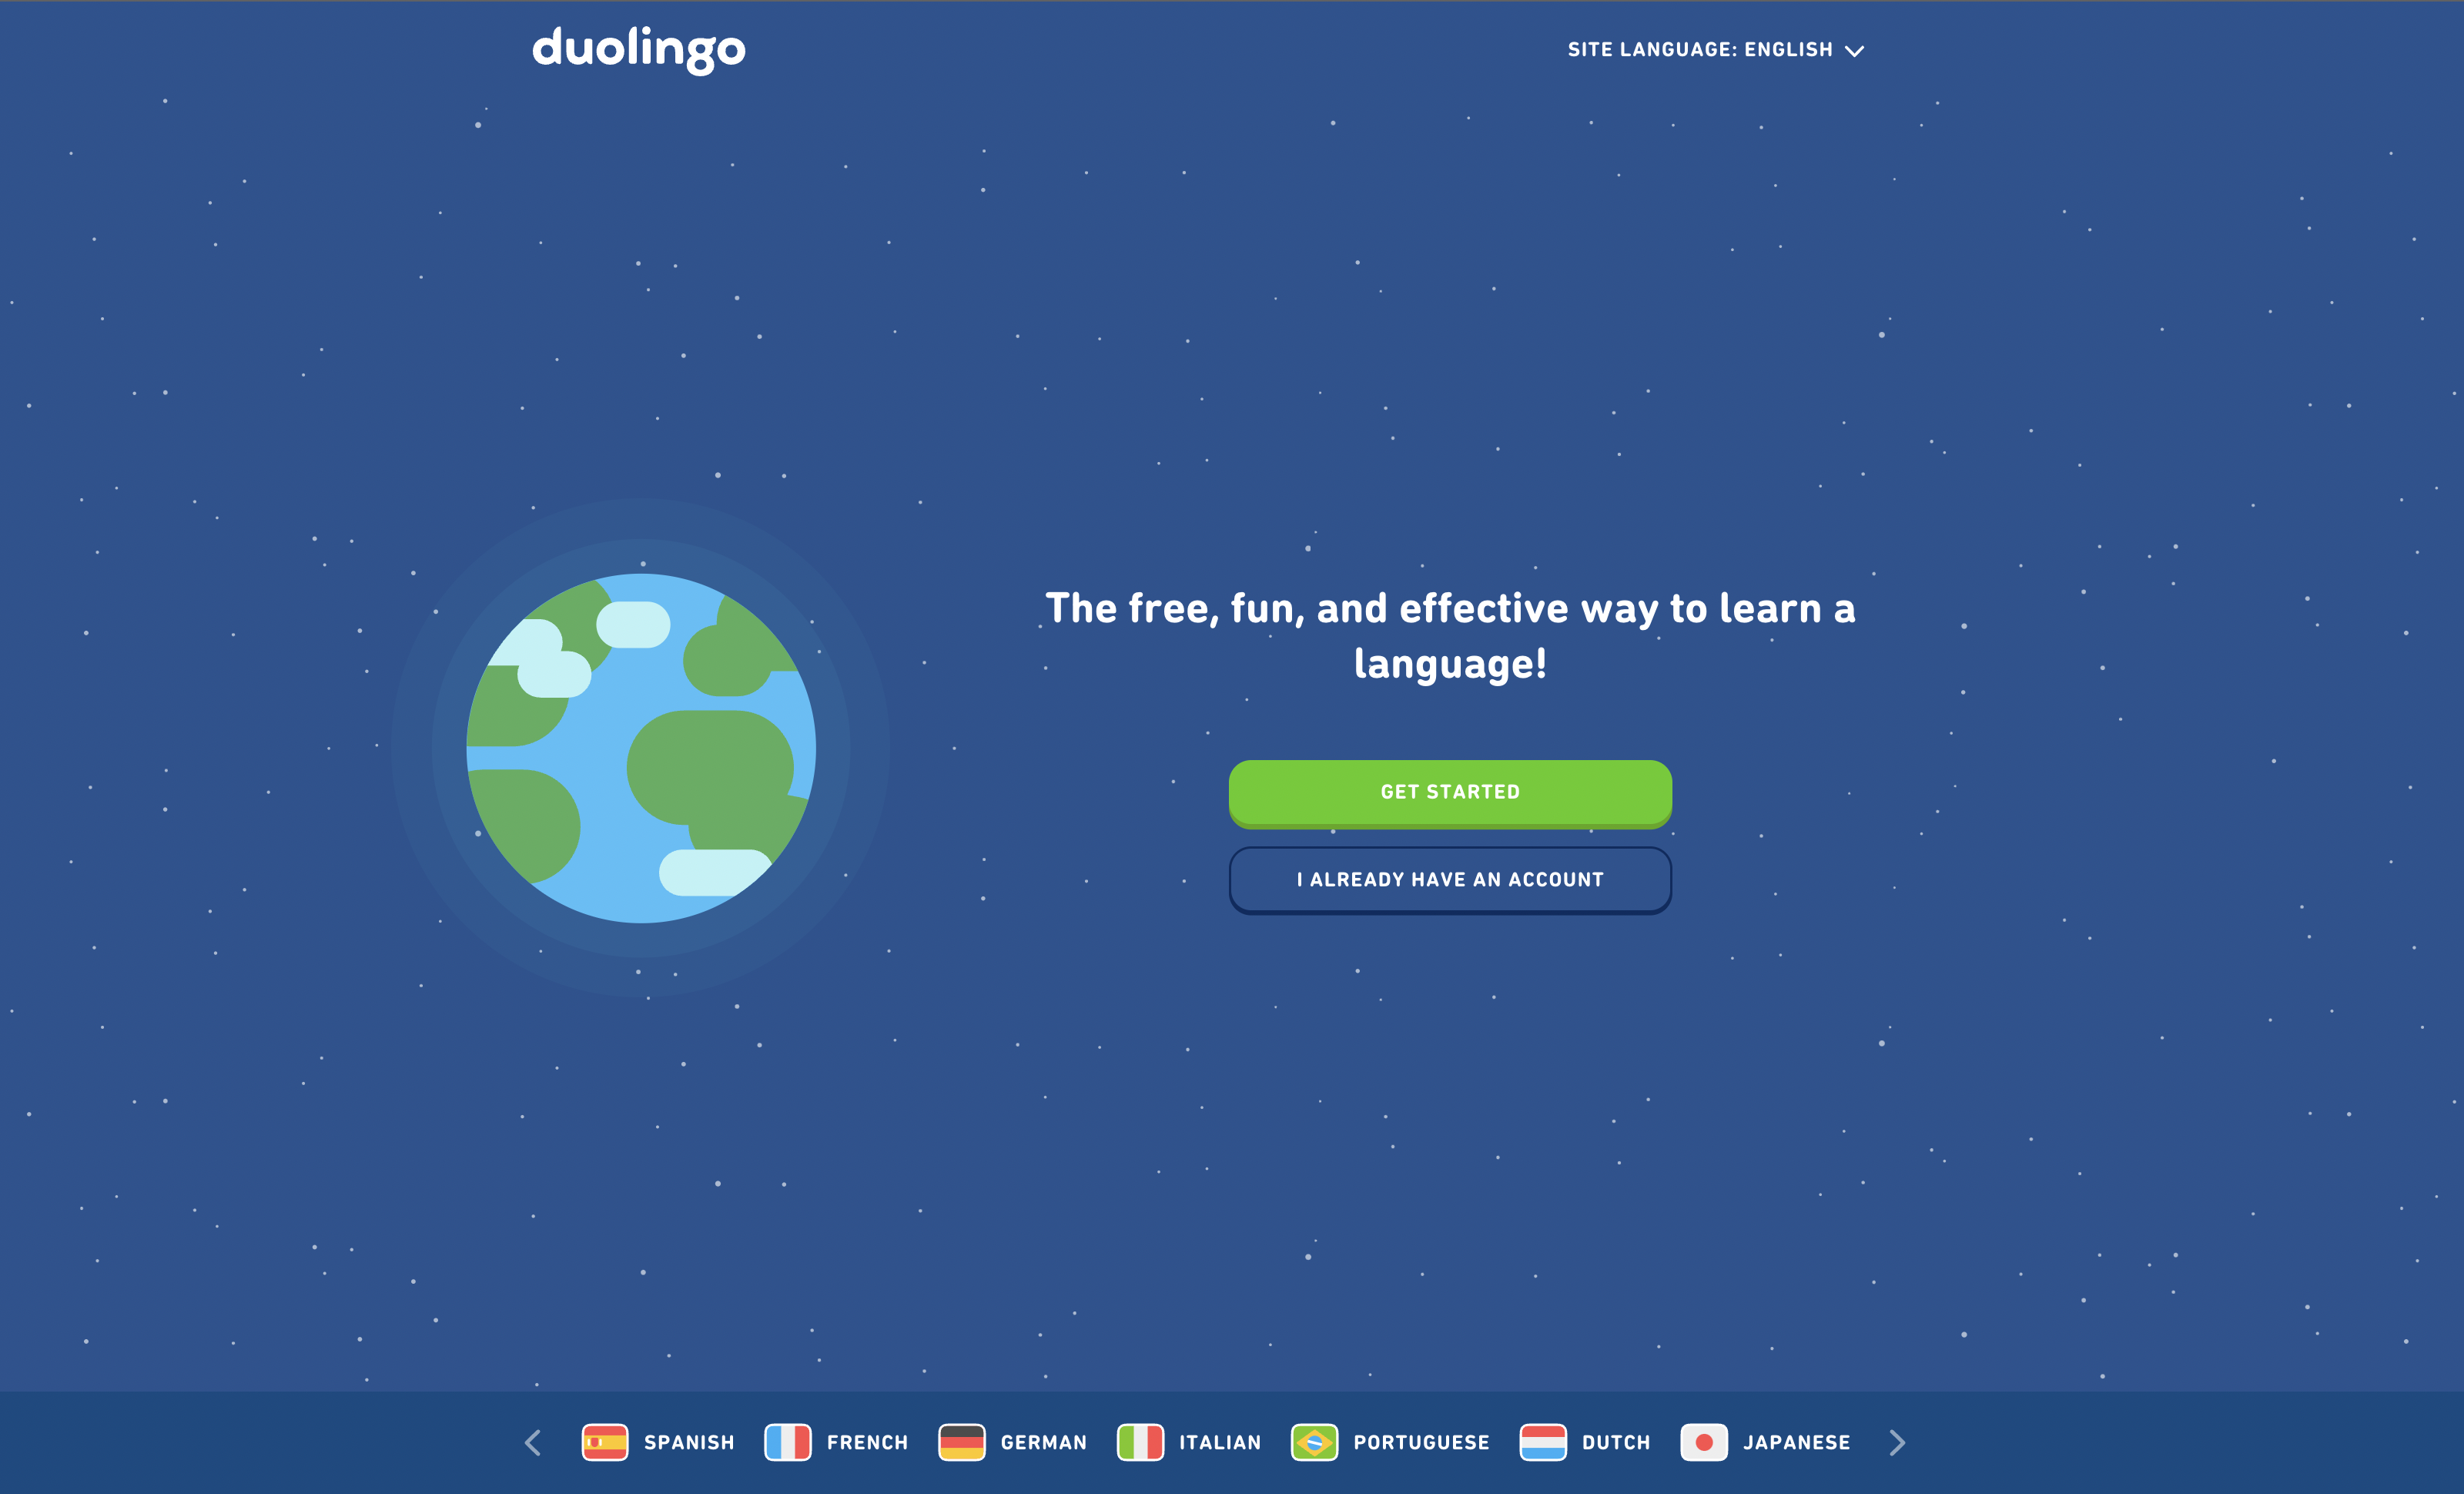 duolingo
SITE LANGUAGE: ENGLISH
The free, fun, and effective way to learn a
language!
GET STARTED
I ALREADY HAVE AN ACCOUNT
SPANISH
FRENCH
GERMAN
ITALIAN
PORTUGUESE
DUTCH
JAPANESE